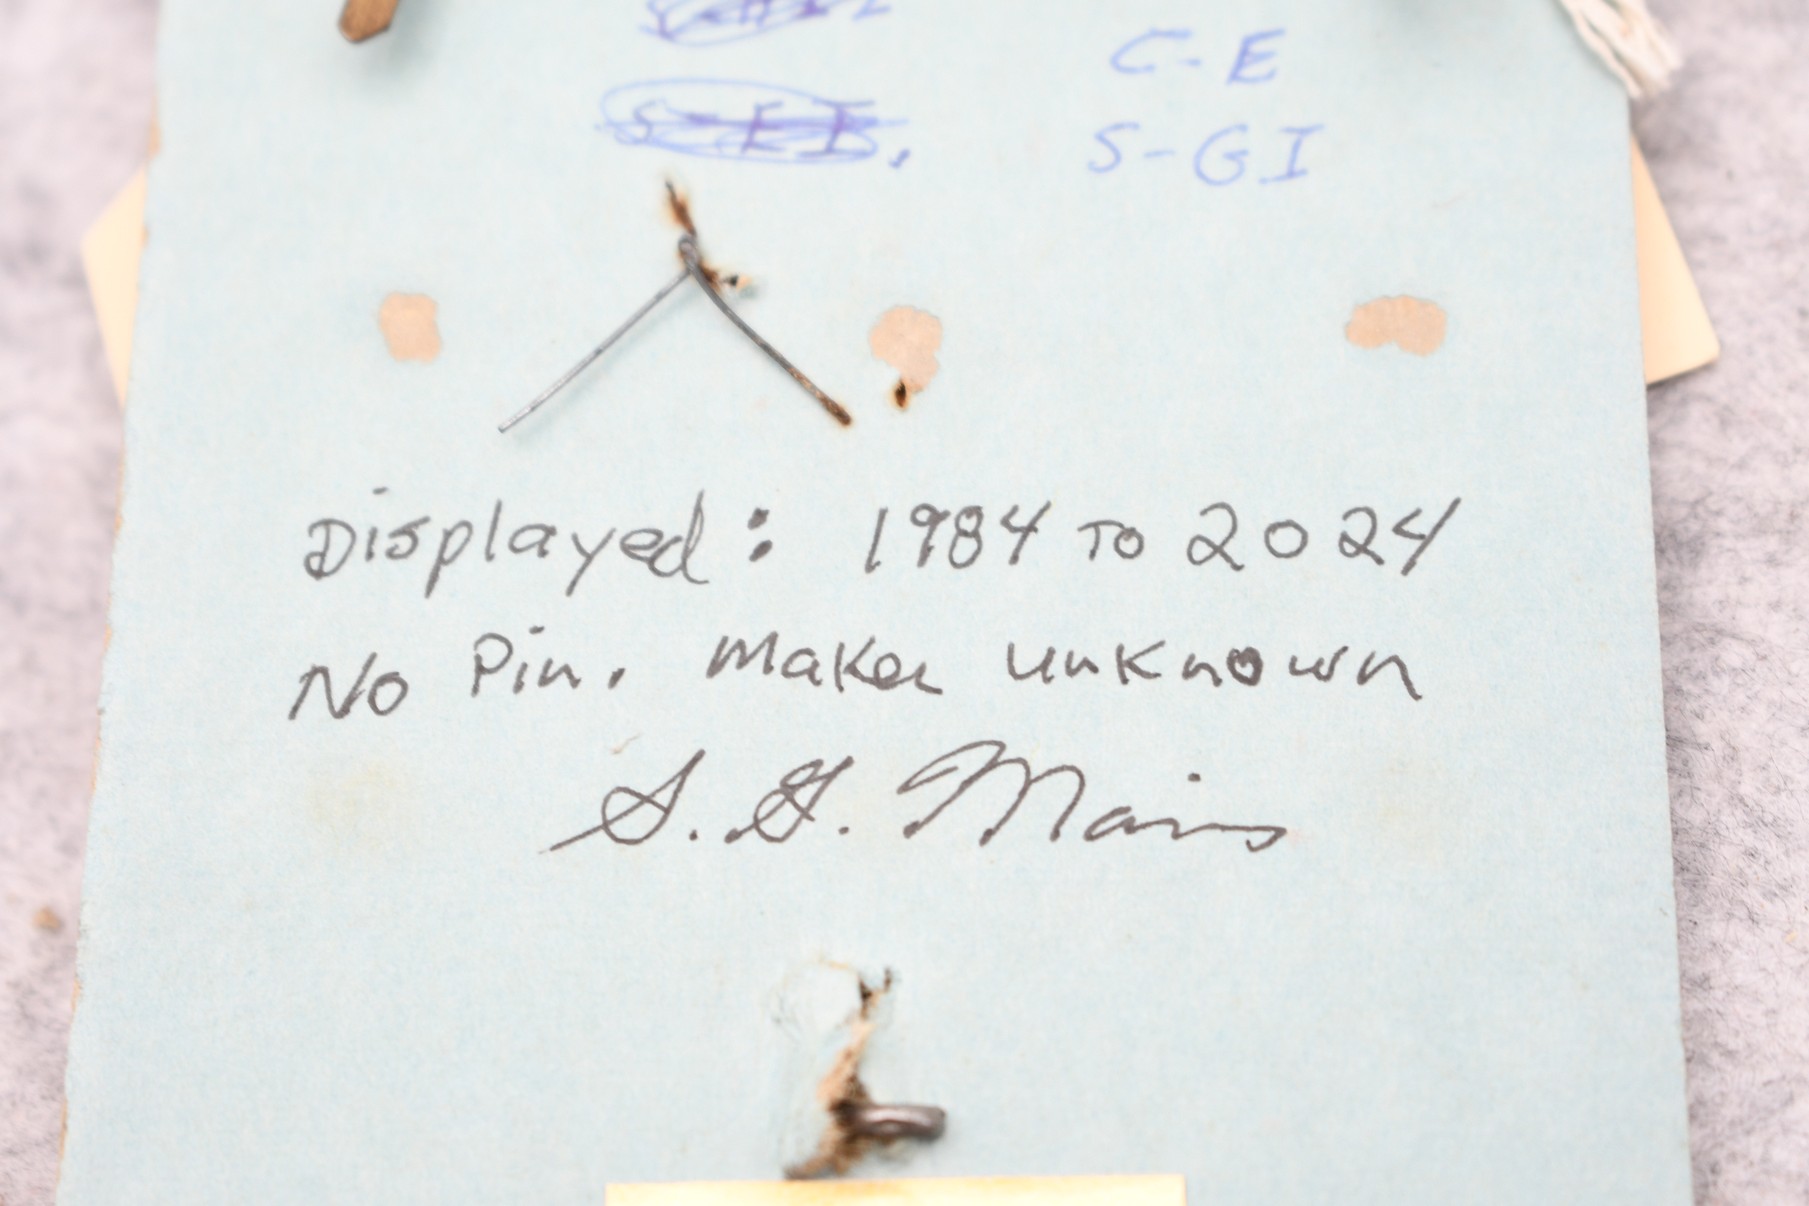 C-E
S-GI
Displayed: 1984 To 2024
No Pin. Maker unknown
S. G. Mains